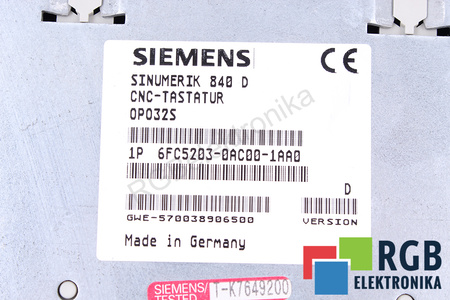 SIEMENS CE
SINUMERIK 840 D
CNC-TASTATUR
OP032S
1P 6FC5203-0AC00-1AA0
D
GWE-570038906500 VERSION
Made in Germany
SIEMENS/
TESTED
T-K7649200
RGB
ELEKTRONIKA